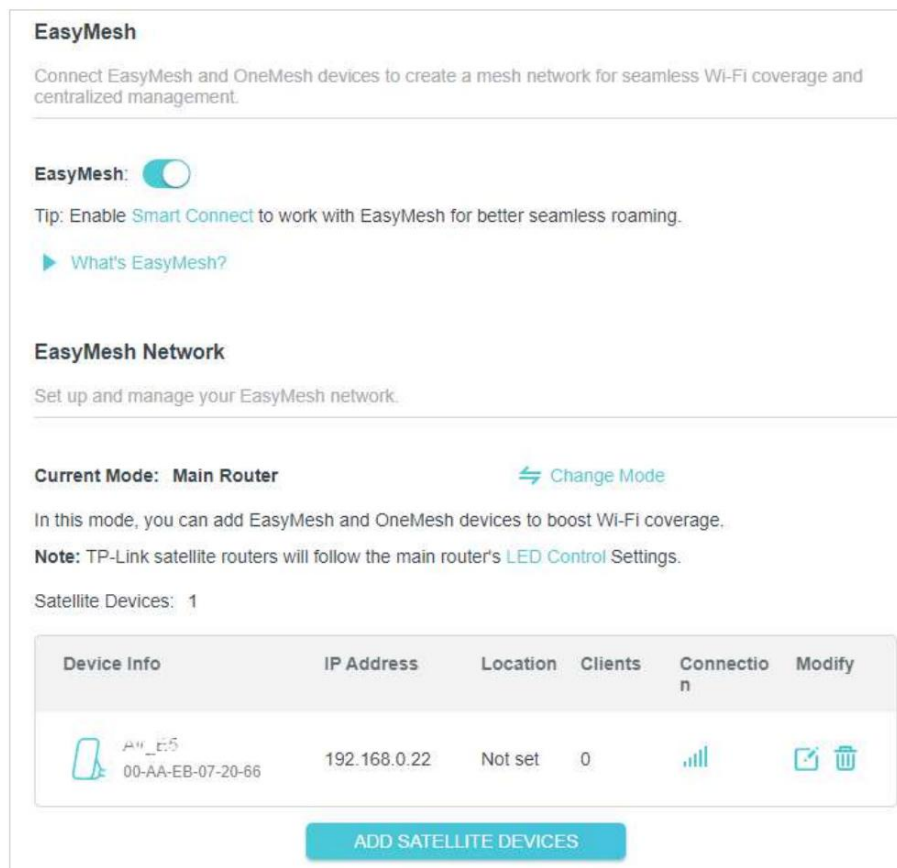 EasyMesh
Connect EasyMesh and OneMesh devices to create a mesh network for seamless Wi-Fi coverage and
centralized management.
EasyMesh:
Tip: Enable Smart Connect to work with EasyMesh for better seamless roaming.
What's EasyMesh?
EasyMesh Network
Set up and manage your EasyMesh network.
Current Mode: Main Router Change Mode
In this mode, you can add EasyMesh and OneMesh devices to boost Wi-Fi coverage.
Note: TP-Link satellite routers will follow the main router's LED Control Settings.
Satellite Devices: 1
Device Info IP Address Location Clients Connectio Modify
n
00-AA-EB-07-20-66 192.168.0.22 Not set 0
ADD SATELLITE DEVICES